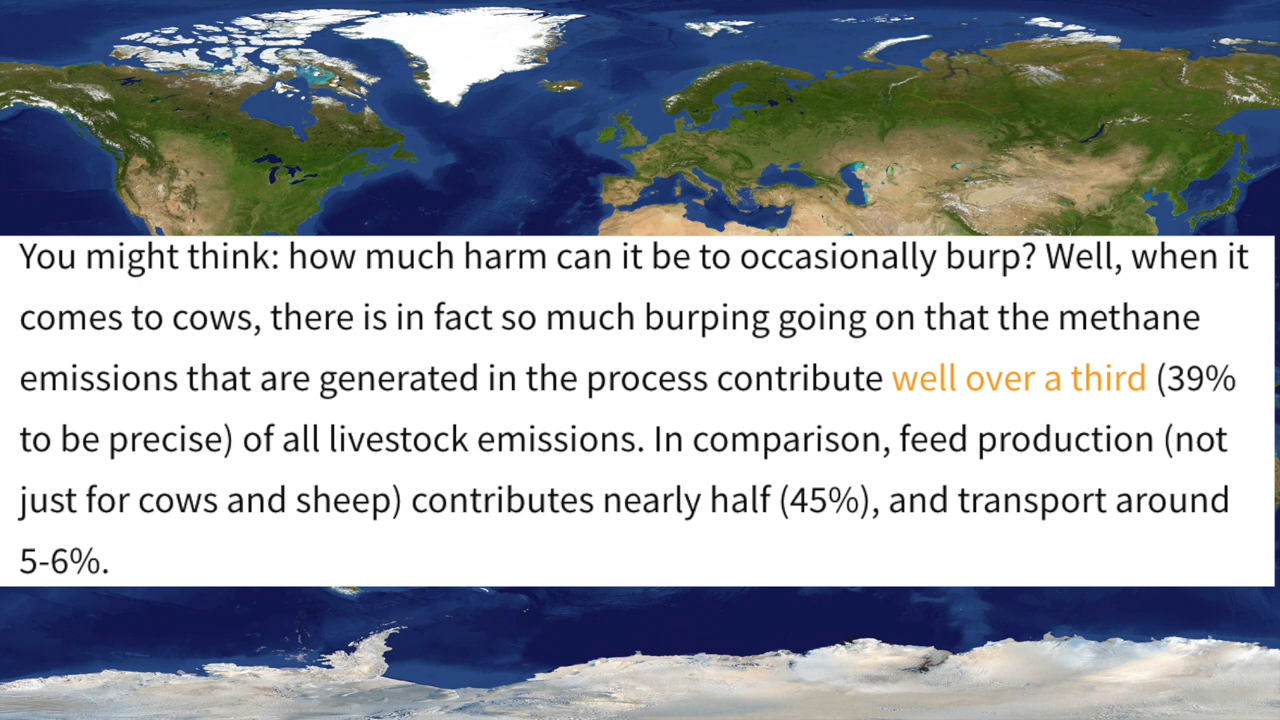 You might think: how much harm can it be to occasionally burp? Well, when it
comes to cows, there is in fact so much burping going on that the methane
emissions that are generated in the process contribute well over a third (39%
to be precise) of all livestock emissions. In comparison, feed production (not
just for cows and sheep) contributes nearly half (45%), and transport around
5-6%.